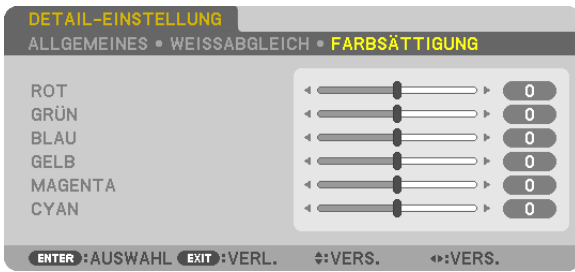 DETAIL-EINSTELLUNG
ALLGEMEINES • WEISSABGLEICH • FARBSÄTTIGUNG
ROT 0
GRÜN 0
BLAU 0
GELB 0
MAGENTA 0
CYAN 0
ENTER:AUSWAHL EXIT:VERL. :VERS. :VERS.